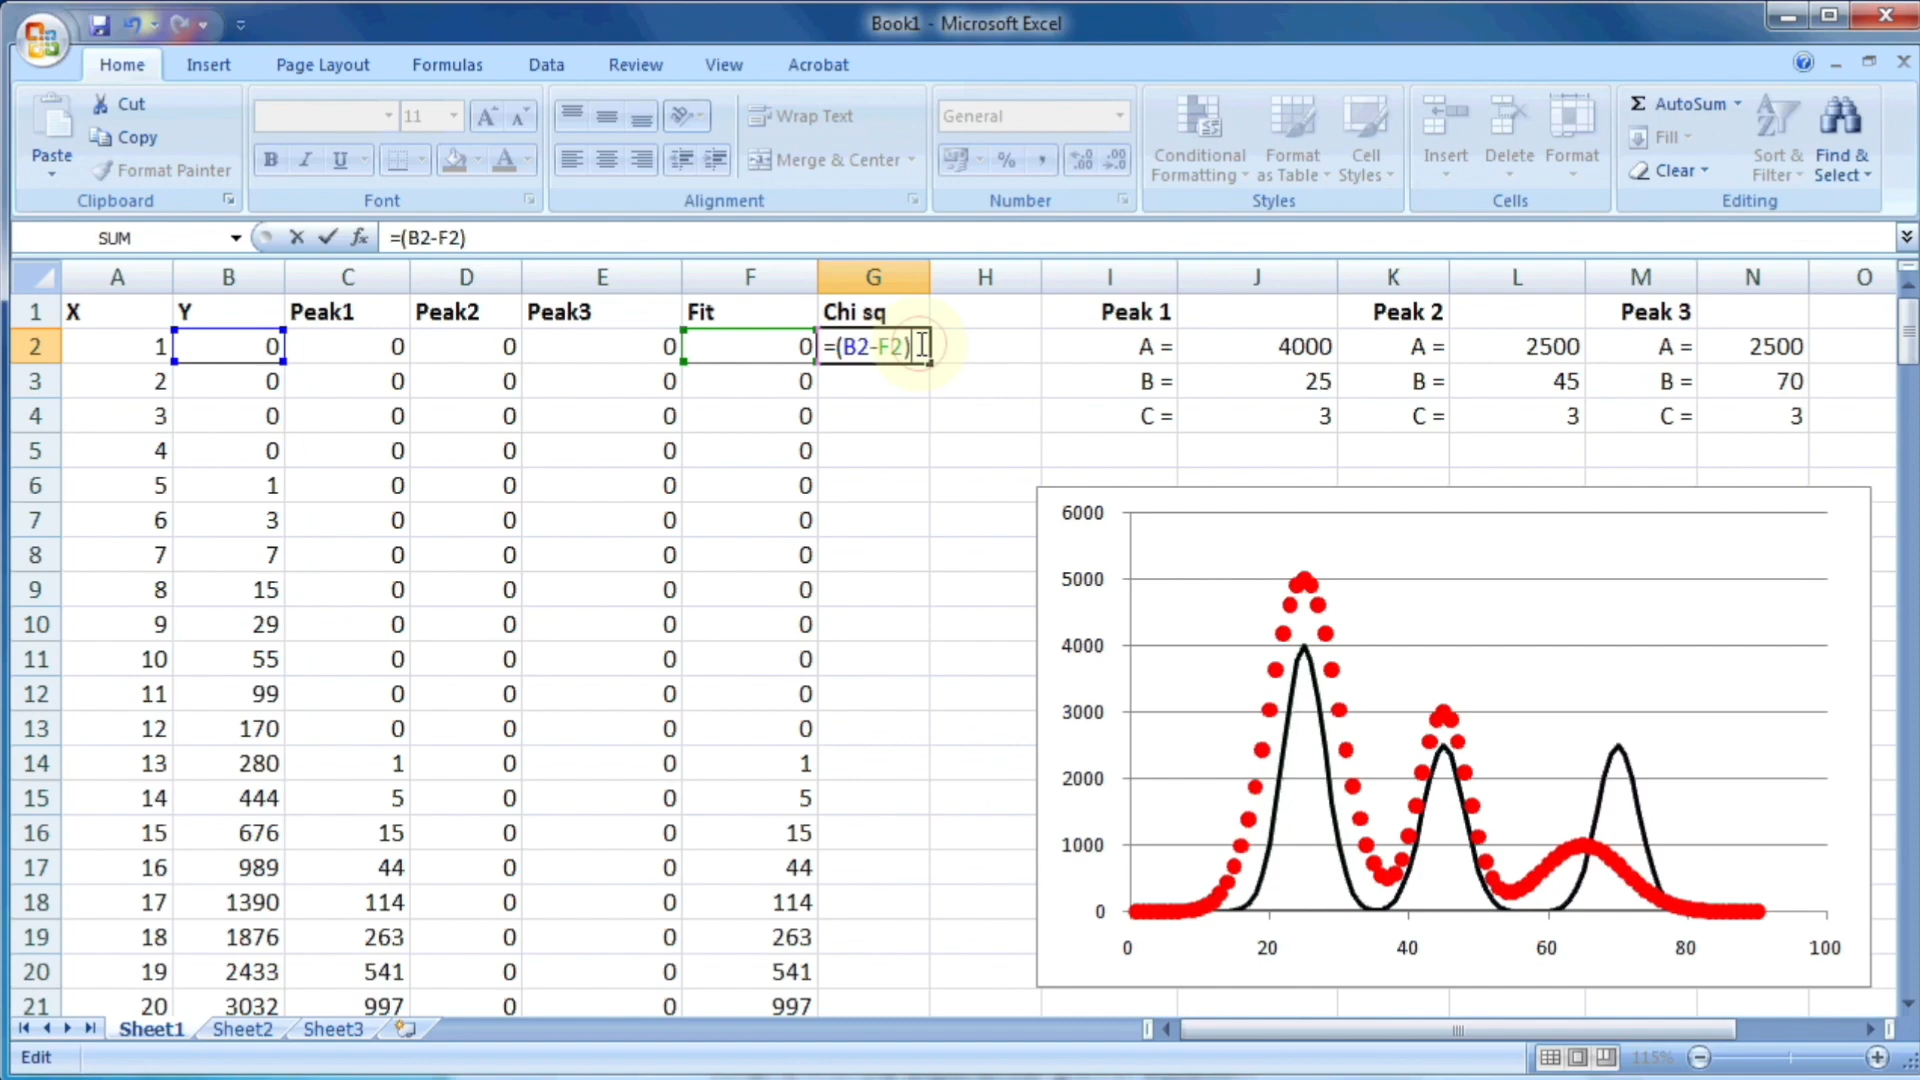 Book1 - Microsoft Excel
Home Insert Page Layout Formulas Data Review View Acrobat
Cut
Copy
Format Painter
Paste
Clipboard
11
B I U
A A
Font
Wrap Text
Merge & Center
Alignment
General
% ,
Number
Conditional Formatting
Format as Table
Cell Styles
Styles
Insert Delete Format
Cells
Σ AutoSum
Fill
Clear
Sort & Filter
Find & Select
Editing
SUM fx =(B2-F2)
A B C D E F G H I J K L M N O
1 X Y Peak1 Peak2 Peak3 Fit Chi sq Peak 1 Peak 2 Peak 3
2 1 0 0 0 0 0 =(B2-F2) A = 4000 A = 2500 A = 2500
3 2 0 0 0 0 0 B = 25 B = 45 B = 70
4 3 0 0 0 0 0 C = 3 C = 3 C = 3
5 4 0 0 0 0 0
6 5 1 0 0 0 0
7 6 3 0 0 0 0
8 7 7 0 0 0 0
9 8 15 0 0 0 0
10 9 29 0 0 0 0
11 10 55 0 0 0 0
12 11 99 0 0 0 0
13 12 170 0 0 0 0
14 13 280 1 0 0 1
15 14 444 5 0 0 5
16 15 676 15 0 0 15
17 16 989 44 0 0 44
18 17 1390 114 0 0 114
19 18 1876 263 0 0 263
20 19 2433 541 0 0 541
21 20 3032 997 0 0 997
6000
5000
4000
3000
2000
1000
0
0 20 40 60 80 100
Sheet1 Sheet2 Sheet3
Edit 115%